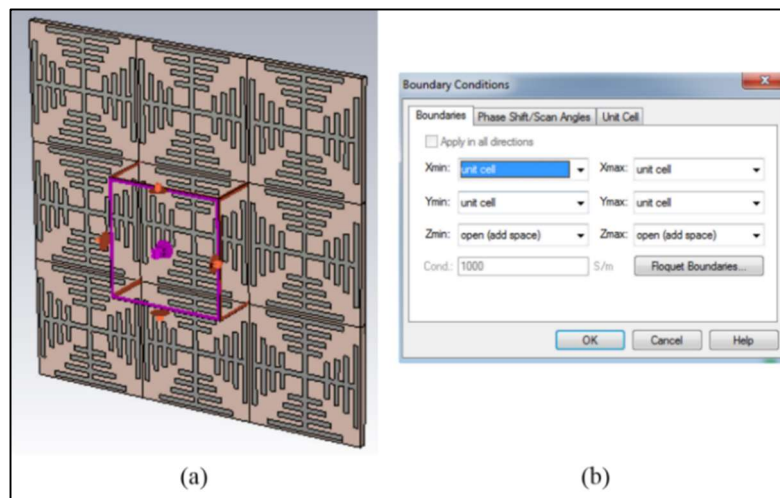 Boundary Conditions
Boundaries Phase Shift/Scan Angles Unit Cell
Apply in all directions
Xmin: unit cell Xmax: unit cell
Ymin: unit cell Ymax: unit cell
Zmin: open (add space) Zmax: open (add space)
Cond.: 1000 S/m Floquet Boundaries...
OK Cancel Help
(a) (b)